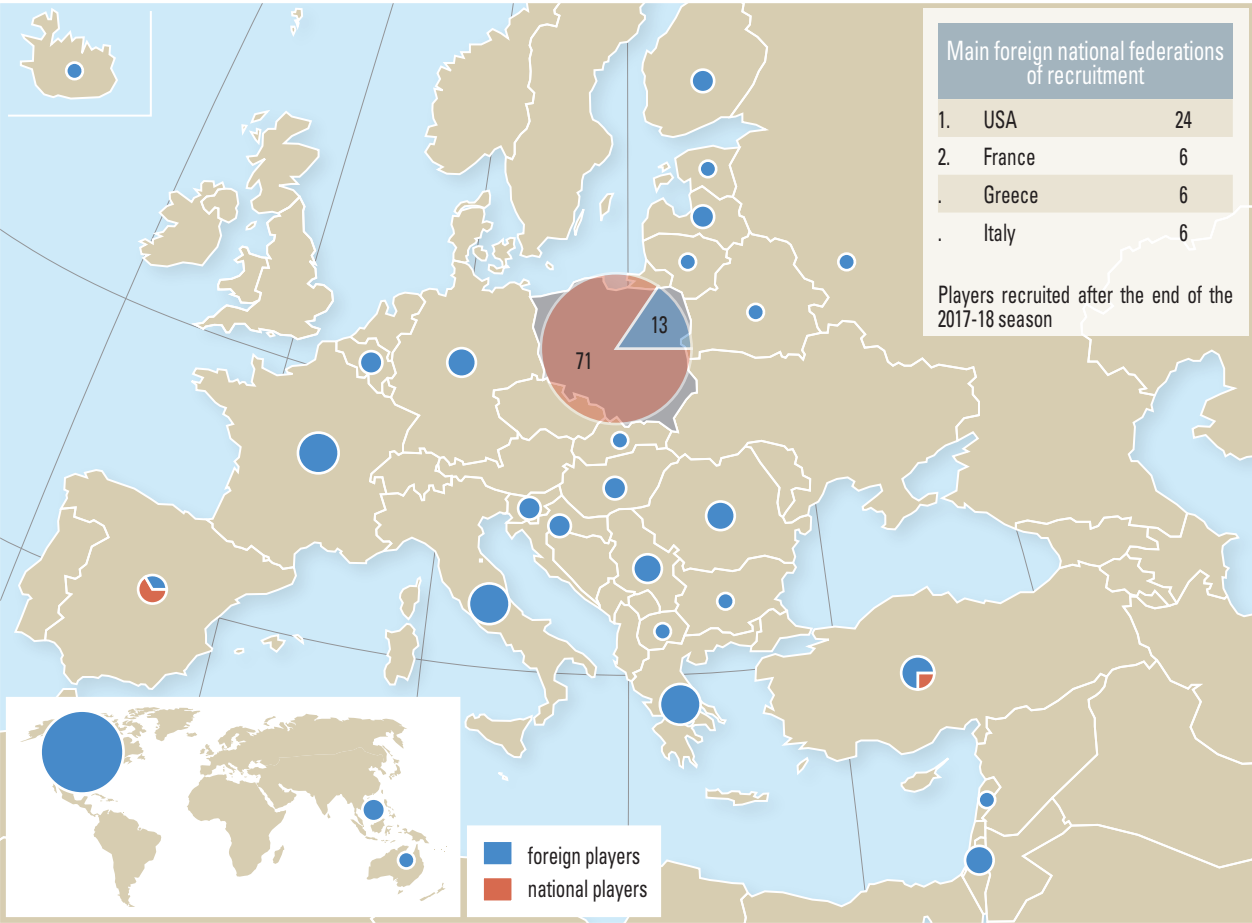 Main foreign national federations
of recruitment
1. USA 24
2. France 6
. Greece 6
. Italy 6
Players recruited after the end of the
2017-18 season
13
71
foreign players
national players